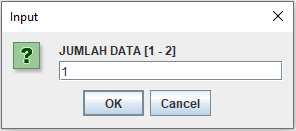 Input
JUMLAH DATA [1 - 2]
1
OK Cancel